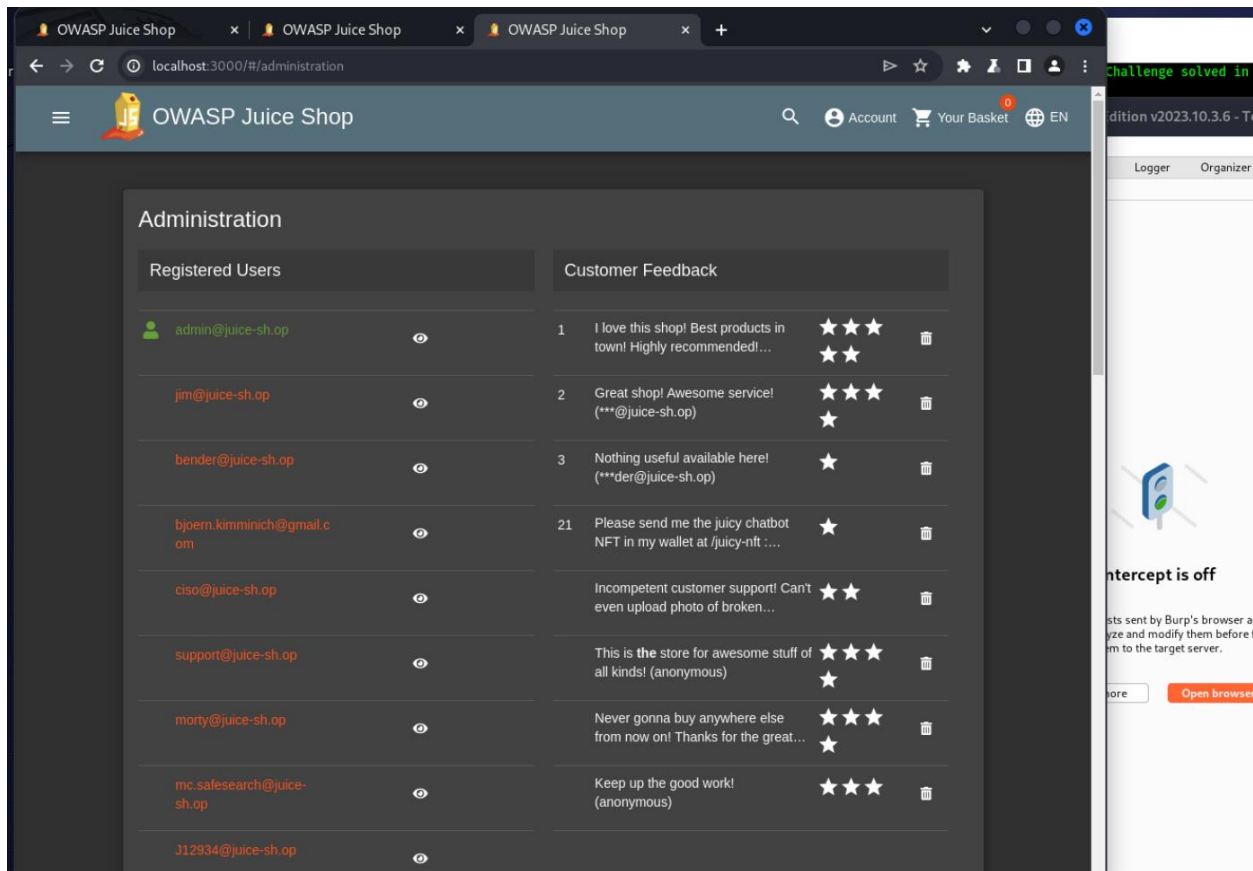 OWASP Juice Shop
OWASP Juice Shop
OWASP Juice Shop
localhost:3000/#/administration
OWASP Juice Shop
Account
0
Your Basket
EN
Administration
Registered Users
admin@juice-sh.op
jim@juice-sh.op
bender@juice-sh.op
bjoern.kimminich@gmail.c
om
ciso@juice-sh.op
support@juice-sh.op
morty@juice-sh.op
mc.safesearch@juice-
sh.op
J12934@juice-sh.op
Customer Feedback
1
I love this shop! Best products in
town! Highly recommended!...
2
Great shop! Awesome service!
(***@juice-sh.op)
3
Nothing useful available here!
(***der@juice-sh.op)
21
Please send me the juicy chatbot
NFT in my wallet at /juicy-nft :...
Incompetent customer support! Can't
even upload photo of broken...
This is the store for awesome stuff of
all kinds! (anonymous)
Never gonna buy anywhere else
from now on! Thanks for the great...
Keep up the good work!
(anonymous)
Challenge solved in
dition v2023.10.3.6 - Te
Logger
Organizer
ntercept is off
sts sent by Burp's browser a
yze and modify them before
em to the target server.
ore
Open browser